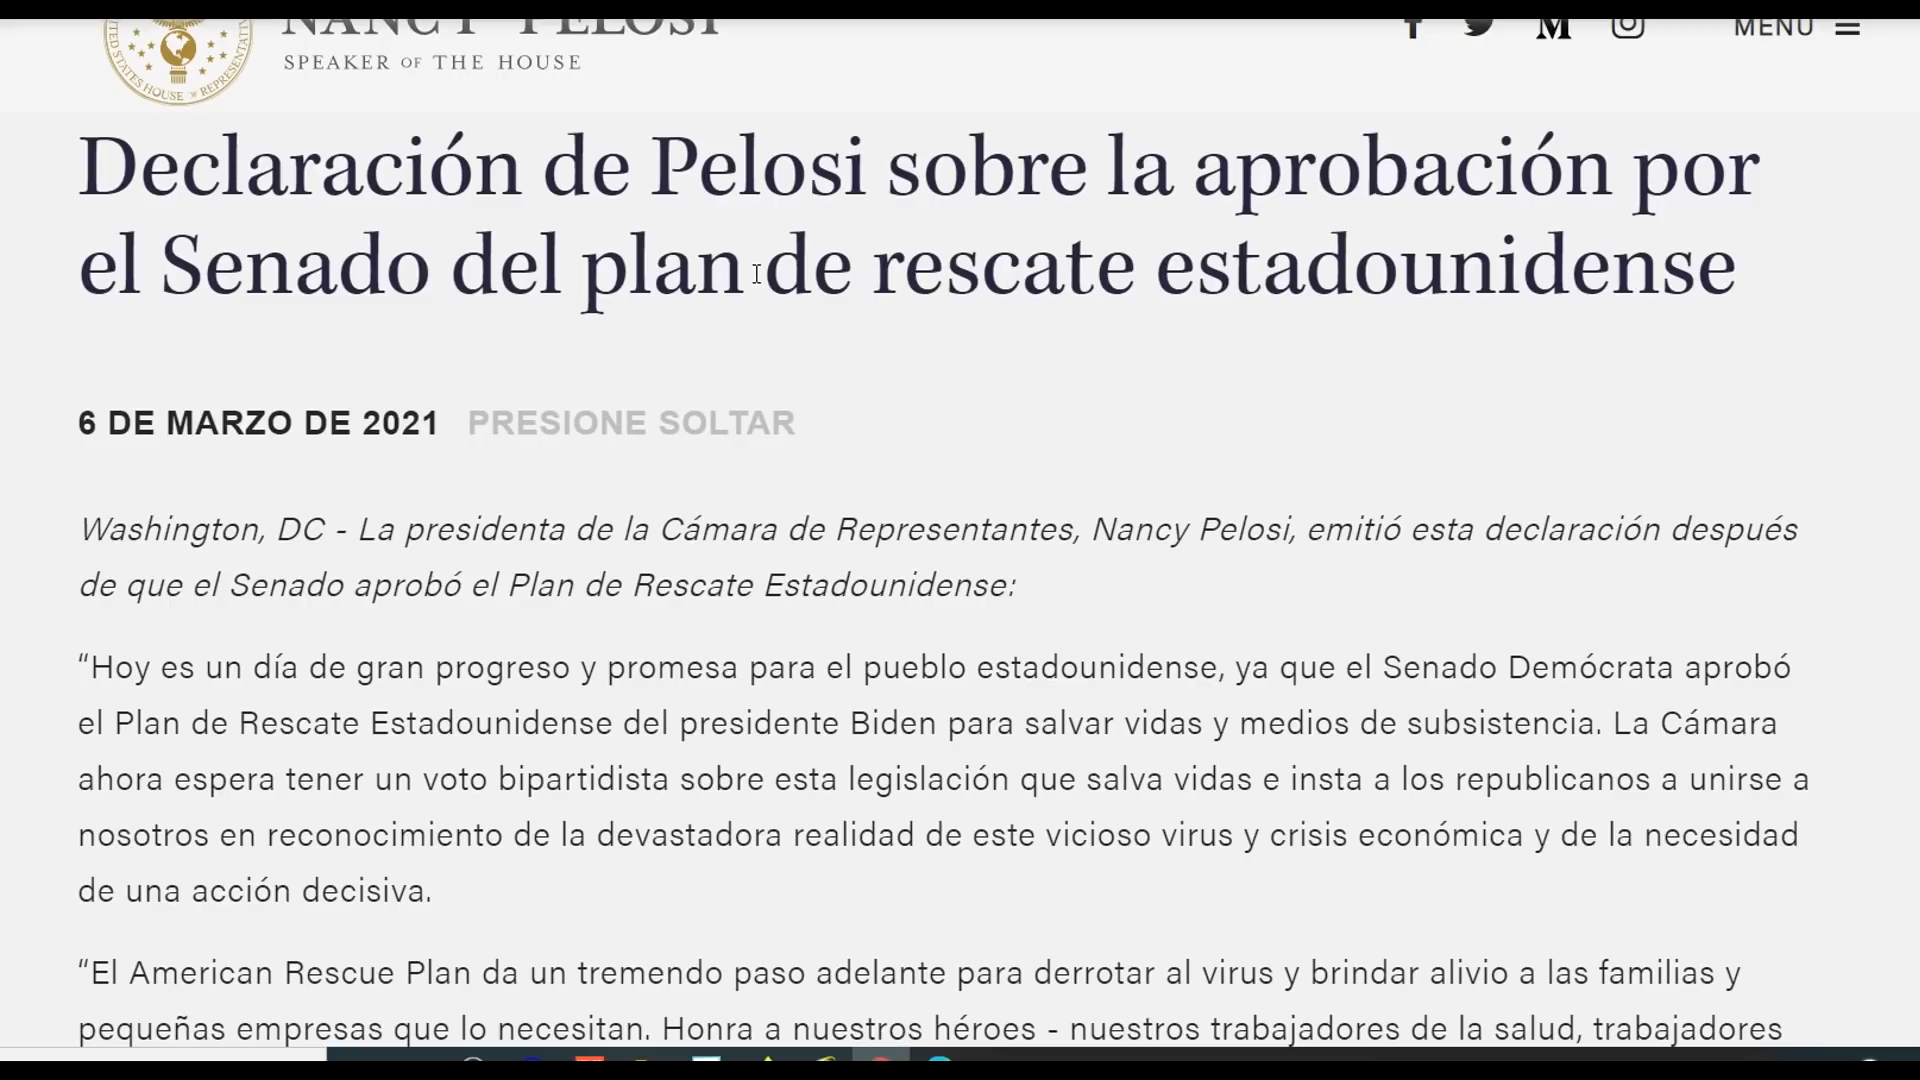 NANCY PELOSI
SPEAKER OF THE HOUSE
UNITED STATES HOUSE OF REPRESENTATIVES
MENU
Declaración de Pelosi sobre la aprobación por
el Senado del plan de rescate estadounidense
6 DE MARZO DE 2021 PRESIONE SOLTAR
Washington, DC - La presidenta de la Cámara de Representantes, Nancy Pelosi, emitió esta declaración después
de que el Senado aprobó el Plan de Rescate Estadounidense:
“Hoy es un día de gran progreso y promesa para el pueblo estadounidense, ya que el Senado Demócrata aprobó
el Plan de Rescate Estadounidense del presidente Biden para salvar vidas y medios de subsistencia. La Cámara
ahora espera tener un voto bipartidista sobre esta legislación que salva vidas e insta a los republicanos a unirse a
nosotros en reconocimiento de la devastadora realidad de este vicioso virus y crisis económica y de la necesidad
de una acción decisiva.
“El American Rescue Plan da un tremendo paso adelante para derrotar al virus y brindar alivio a las familias y
pequeñas empresas que lo necesitan. Honra a nuestros héroes - nuestros trabajadores de la salud, trabajadores